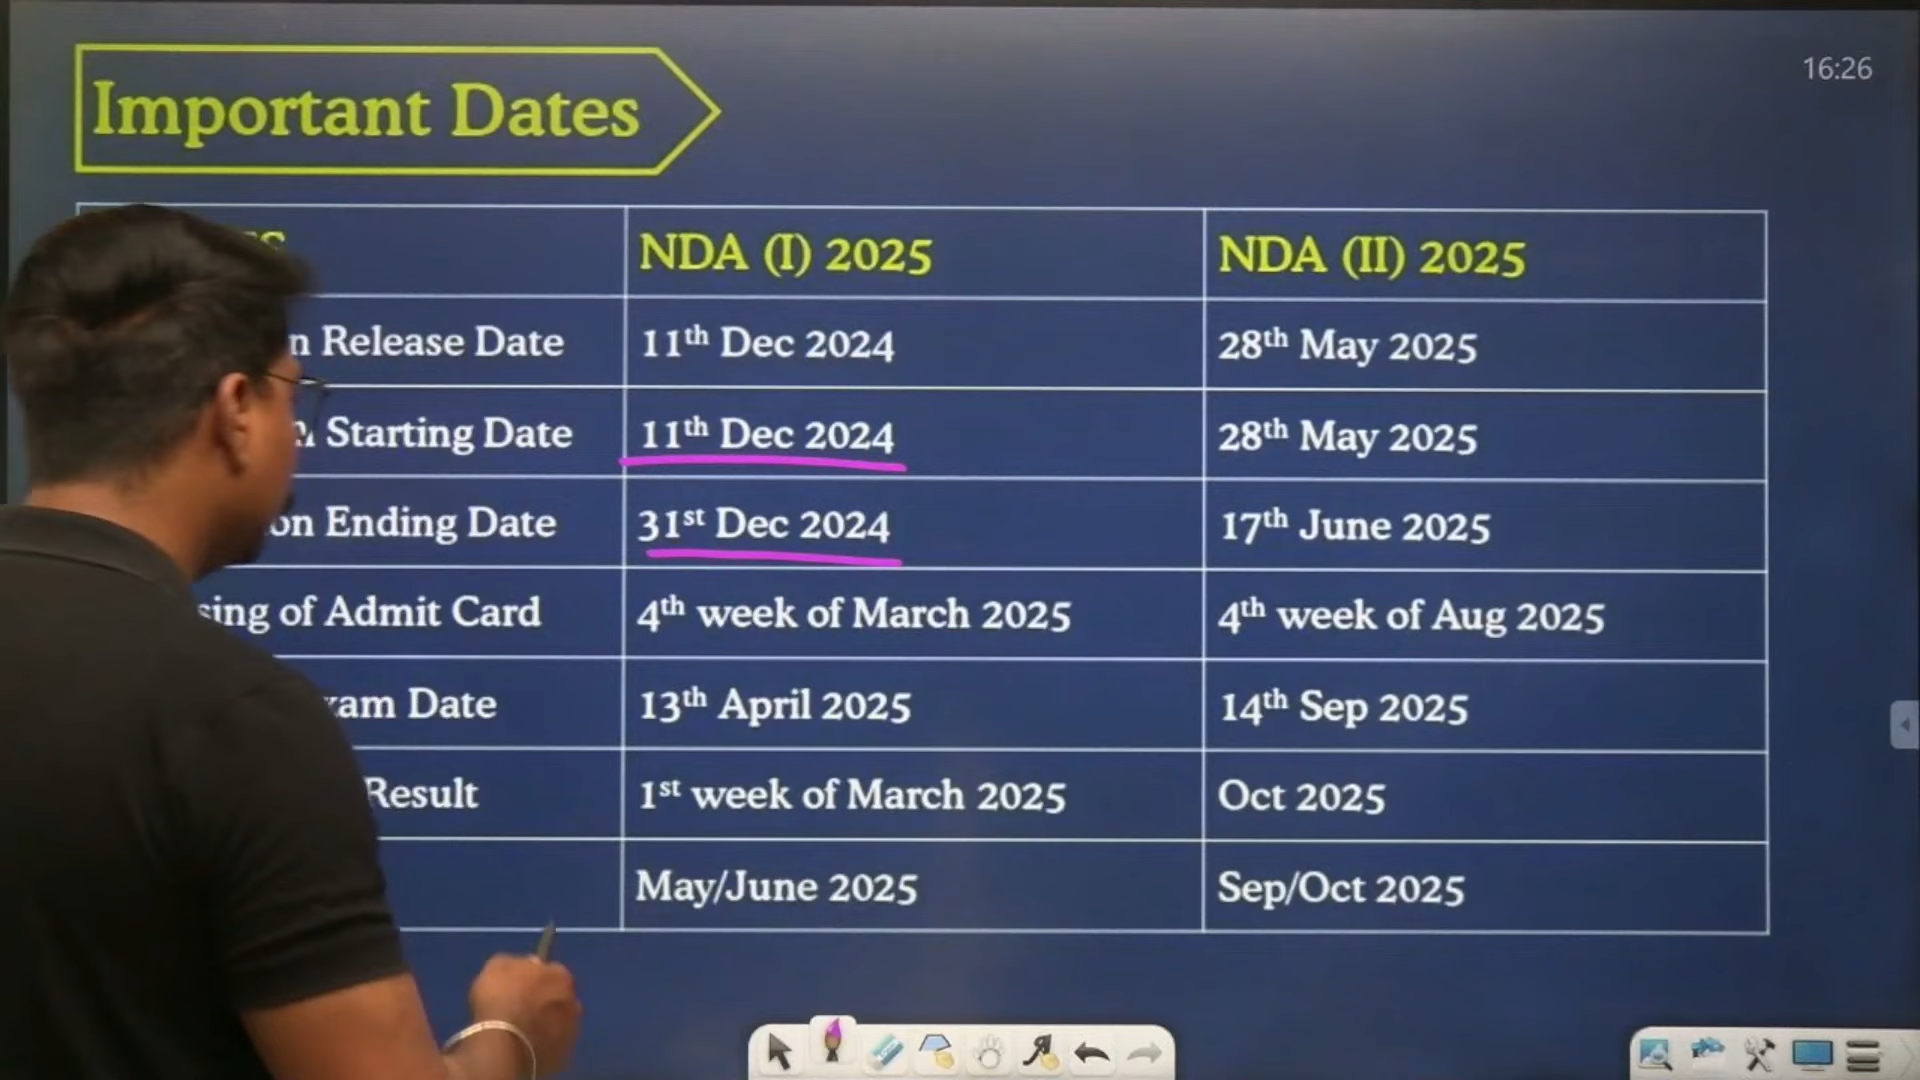 Important Dates
16:26
NDA (I) 2025 NDA (II) 2025
Release Date 11th Dec 2024 28th May 2025
Starting Date 11th Dec 2024 28th May 2025
Ending Date 31st Dec 2024 17th June 2025
of Admit Card 4th week of March 2025 4th week of Aug 2025
Date 13th April 2025 14th Sep 2025
Result 1st week of March 2025 Oct 2025
May/June 2025 Sep/Oct 2025